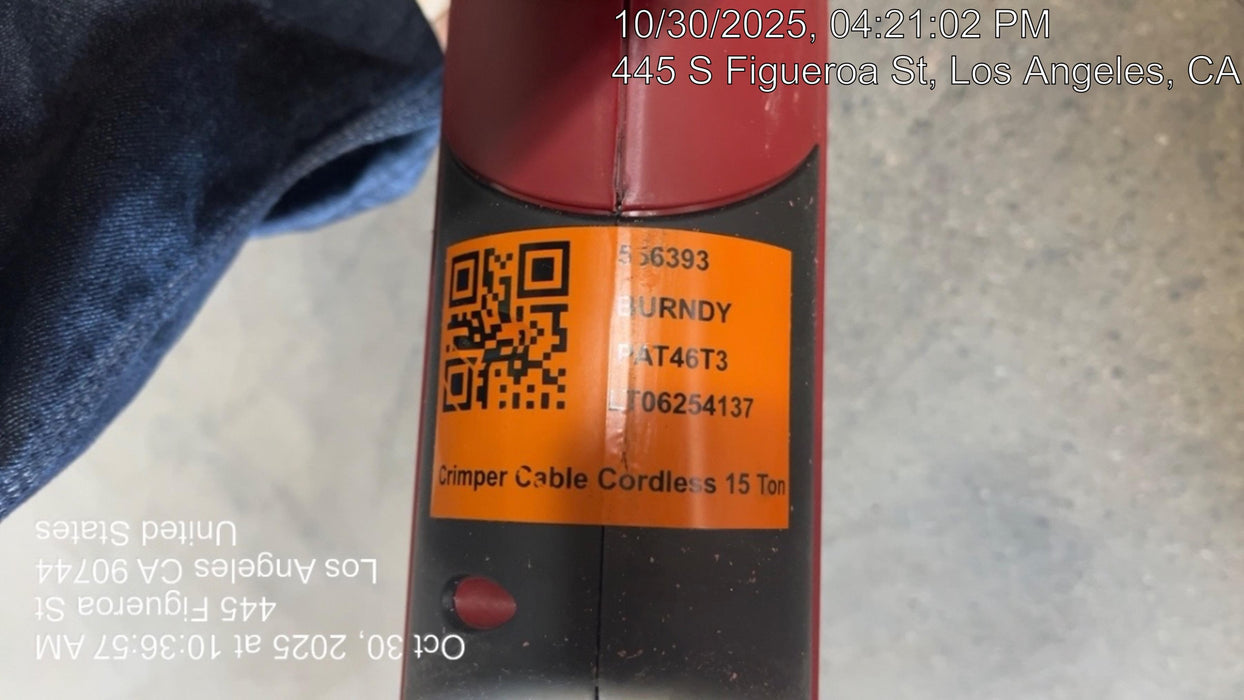 10/30/2025, 04:21:02 PM
445 S Figueroa St, Los Angeles, CA
556393
BURNDY
PAT46T3
LT06254137
Crimper Cable Cordless 15 Ton
Oct 30, 2025 at 10:36:57 AM
445 Figueroa St
Los Angeles CA 90744
United States